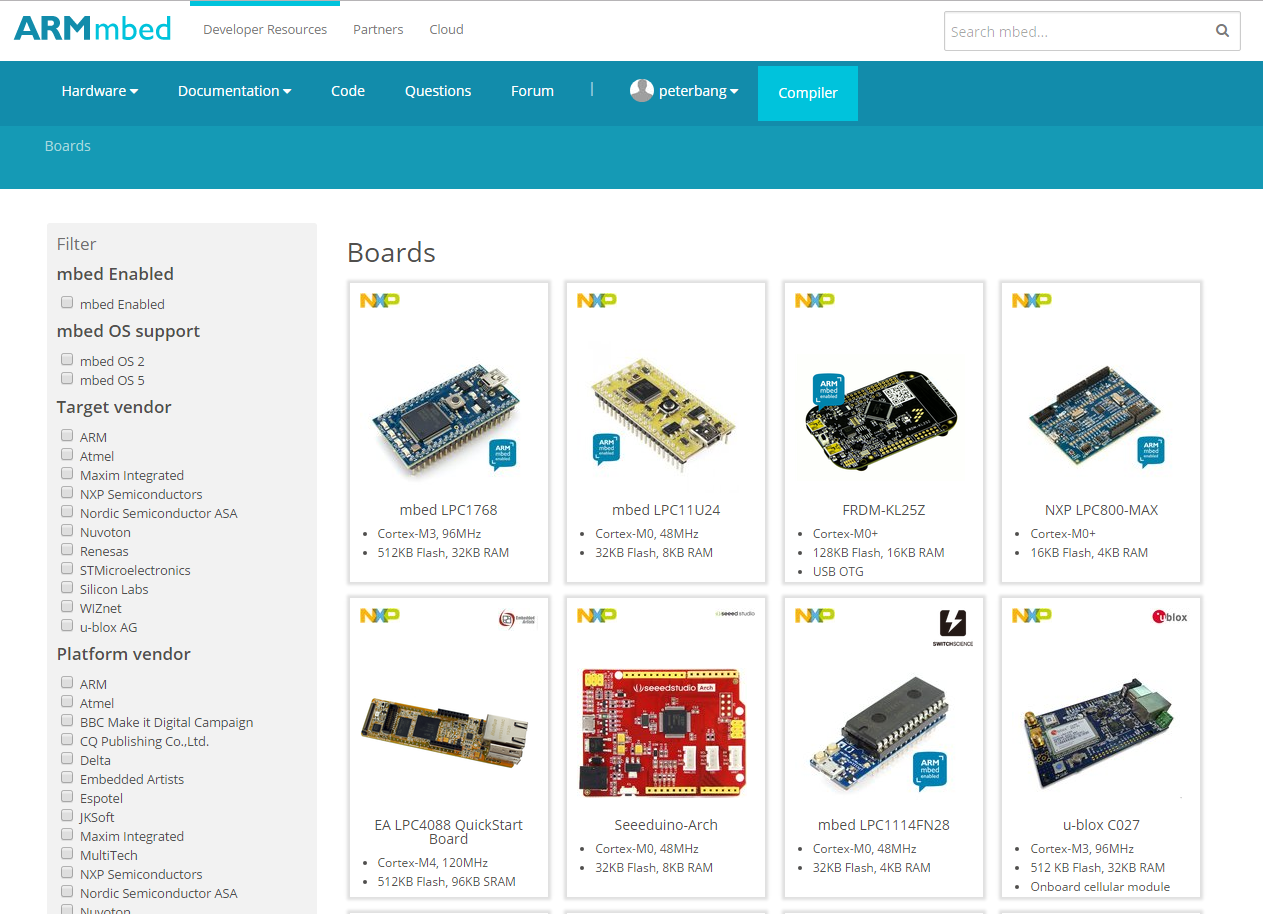 ARMmbed
Developer Resources
Partners
Cloud
Search mbed...
Hardware
Documentation
Code
Questions
Forum
|
peterbang
Compiler
Boards
Filter
mbed Enabled
mbed Enabled
mbed OS support
mbed OS 2
mbed OS 5
Target vendor
ARM
Atmel
Maxim Integrated
NXP Semiconductors
Nordic Semiconductor ASA
Nuvoton
Renesas
STMicroelectronics
Silicon Labs
WIZnet
u-blox AG
Platform vendor
ARM
Atmel
BBC Make it Digital Campaign
CQ Publishing Co.,Ltd.
Delta
Embedded Artists
Espotel
JKSoft
Maxim Integrated
MultiTech
NXP Semiconductors
Nordic Semiconductor ASA
Nuvoton
Boards
NXP
ARM
mbed
enabled
mbed LPC1768
Cortex-M3, 96MHz
512KB Flash, 32KB RAM
NXP
ARM
mbed
enabled
mbed LPC11U24
Cortex-M0, 48MHz
32KB Flash, 8KB RAM
NXP
ARM
mbed
enabled
FRDM-KL25Z
Cortex-M0+
128KB Flash, 16KB RAM
USB OTG
NXP
ARM
mbed
enabled
NXP LPC800-MAX
Cortex-M0+
16KB Flash, 4KB RAM
NXP
Embedded
Artists
EA LPC4088 QuickStart
Board
Cortex-M4, 120MHz
512KB Flash, 96KB SRAM
NXP
seeed studio
seeedstudio Arch
Seeeduino-Arch
Cortex-M0, 48MHz
32KB Flash, 8KB RAM
NXP
SWITCHSCIENCE
ARM
mbed
enabled
mbed LPC1114FN28
Cortex-M0, 48MHz
32KB Flash, 4KB RAM
NXP
ublox
u-blox C027
Cortex-M3, 96MHz
512 KB Flash, 32KB RAM
Onboard cellular module